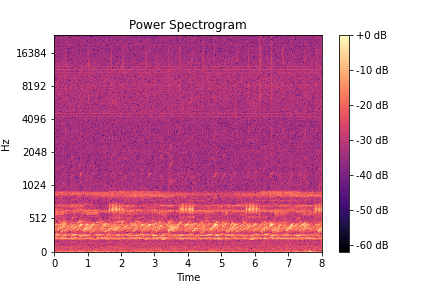 Power Spectrogram
+0 dB
16384
-10 dB
8192
-20 dB
4096
-30 dB
Hz
2048
-40 dB
1024
-50 dB
512
-60 dB
0
0 1 2 3 4 5 6 7 8
Time